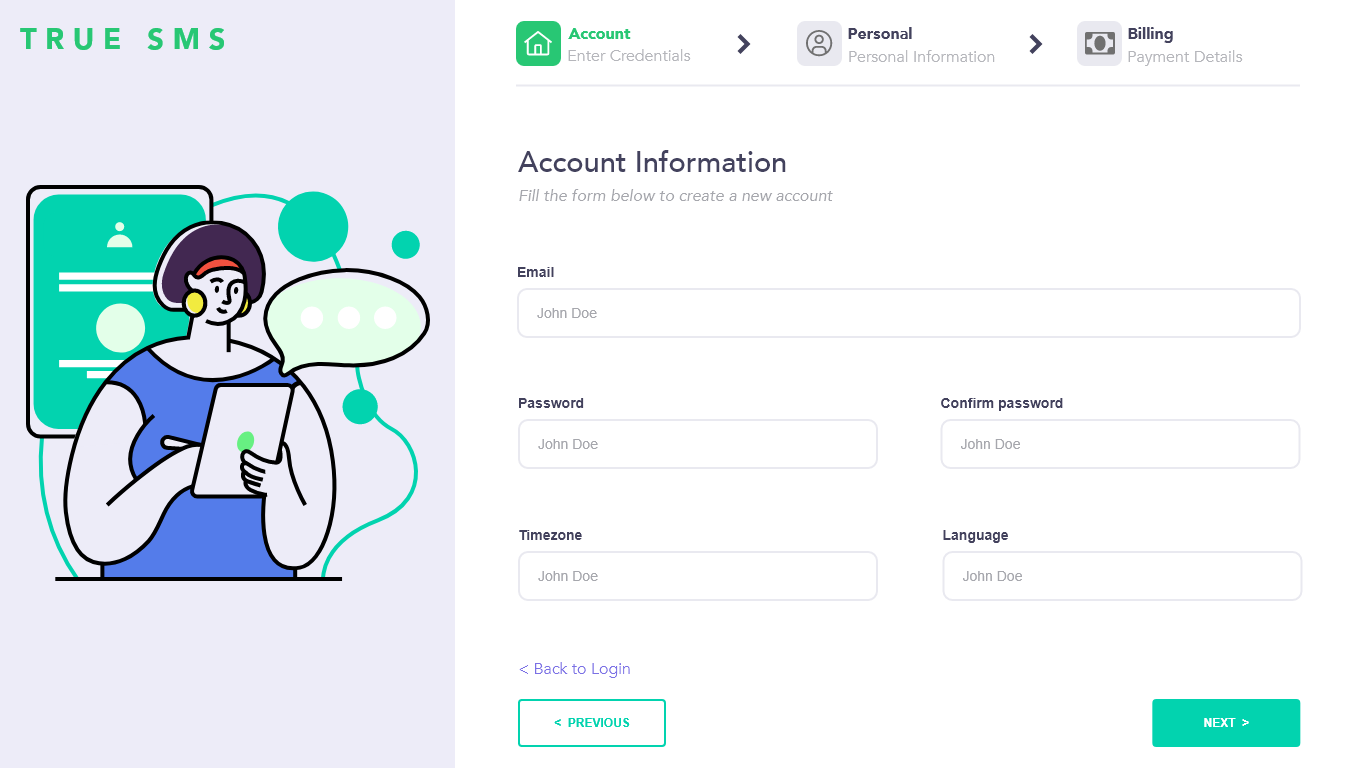 TRUE SMS
Account
Enter Credentials
Personal
Personal Information
Billing
Payment Details
Account Information
Fill the form below to create a new account
Email
John Doe
Password
John Doe
Confirm password
John Doe
Timezone
John Doe
Language
John Doe
< Back to Login
< PREVIOUS
NEXT >